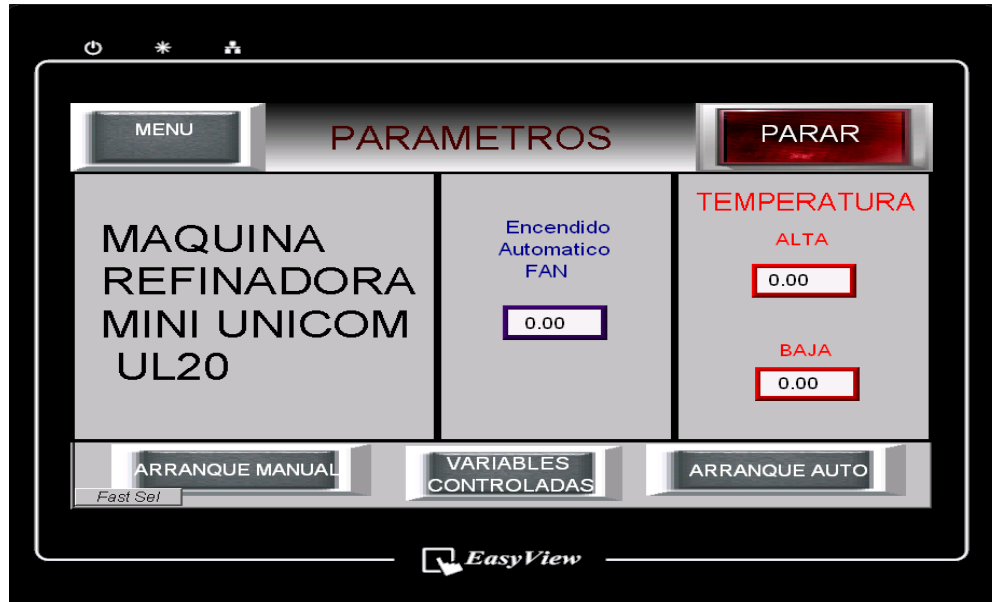 MENU
PARAMETROS
PARAR
MAQUINA
REFINADORA
MINI UNICOM
UL20
Encendido
Automatico
FAN
0.00
TEMPERATURA
ALTA
0.00
BAJA
0.00
ARRANQUE MANUAL
VARIABLES
CONTROLADAS
ARRANQUE AUTO
Fast Sel
EasyView